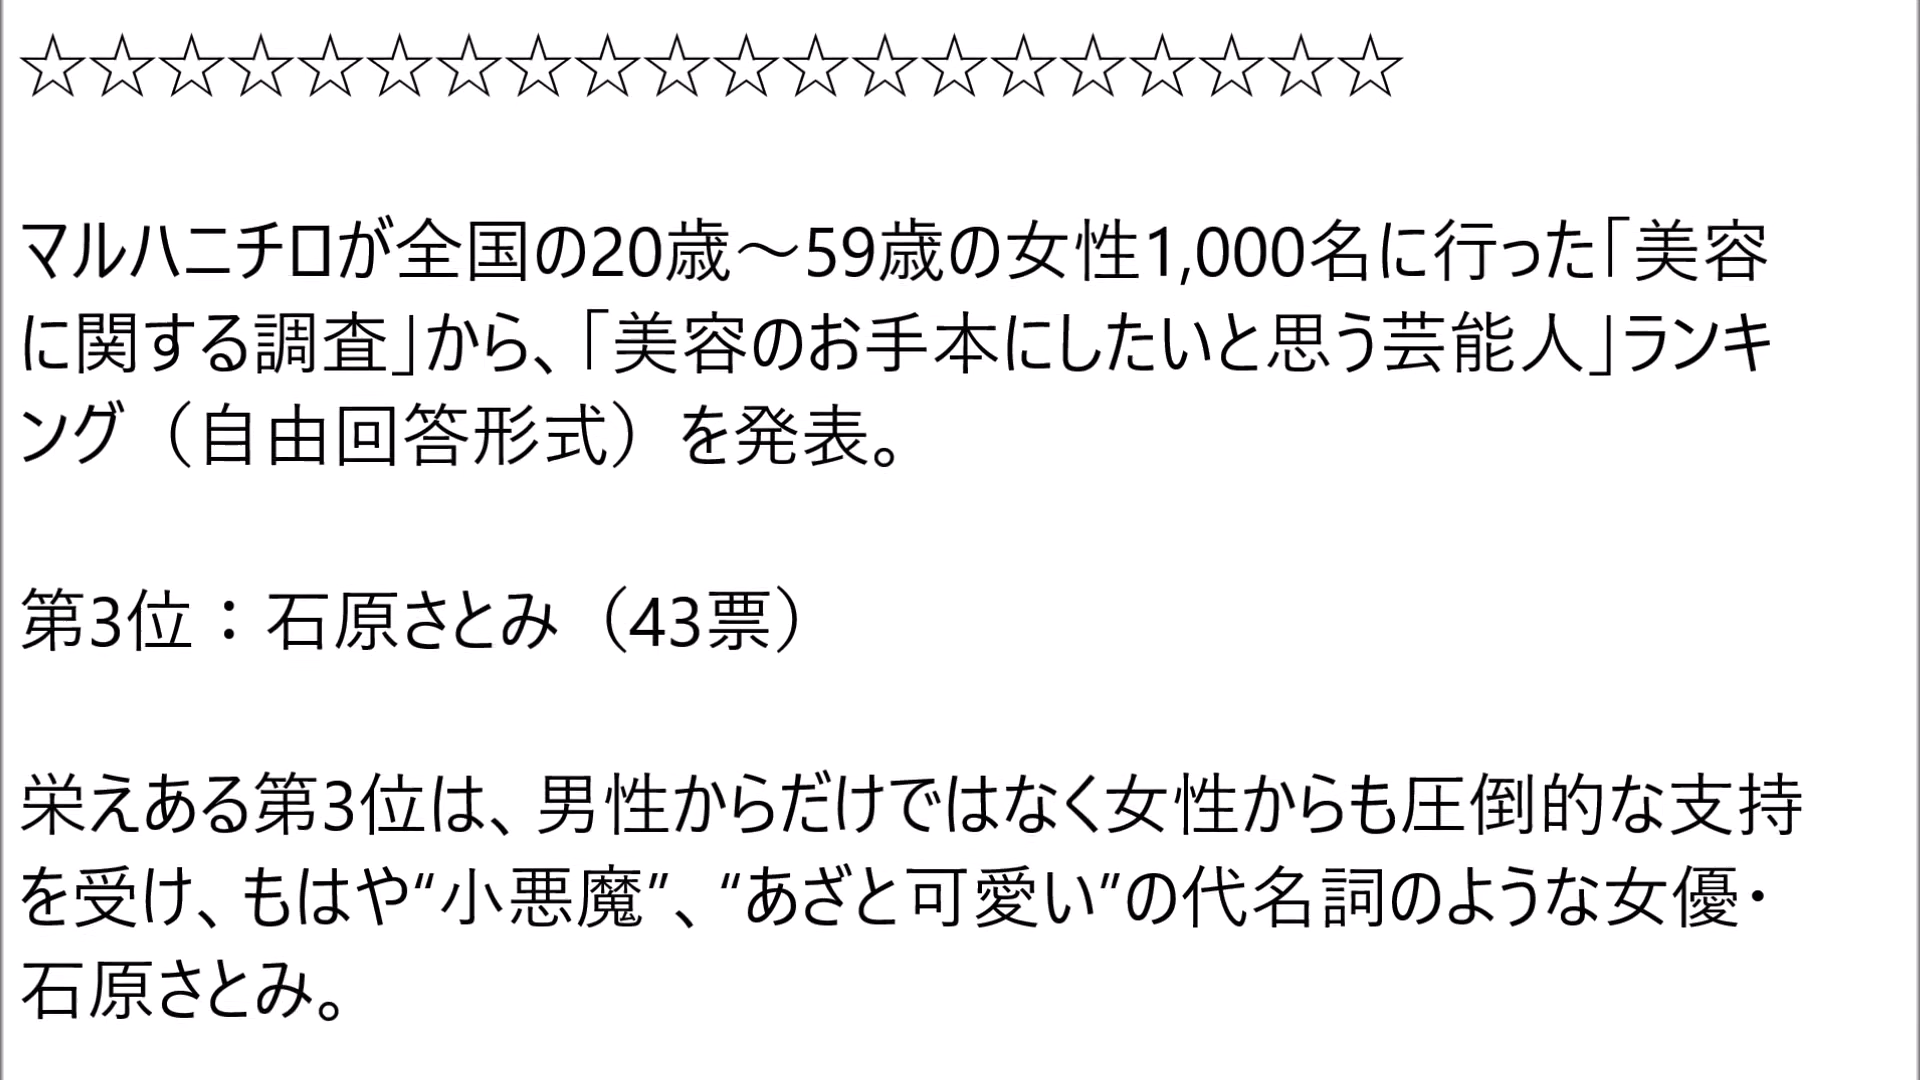 ☆☆☆☆☆☆☆☆☆☆☆☆☆☆☆☆☆☆☆☆
マルハニチロが全国の20歳～59歳の女性1,000名に行った「美容
に関する調査」から、「美容のお手本にしたいと思う芸能人」ランキ
ング（自由回答形式）を発表。
第3位：石原さとみ（43票）
栄えある第3位は、男性からだけではなく女性からも圧倒的な支持
を受け、もはや“小悪魔”、“あざと可愛い”の代名詞のような女優・
石原さとみ。